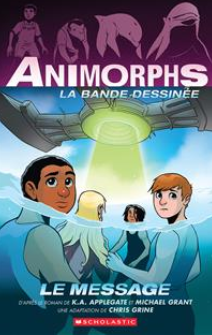 ANIMORPHS
LA BANDE DESSINÉE
LE MESSAGE
D'APRÈS LE ROMAN DE K.A. APPLEGATE ET MICHAEL GRANT
UNE ADAPTATION DE CHRIS GRINE
SCHOLASTIC